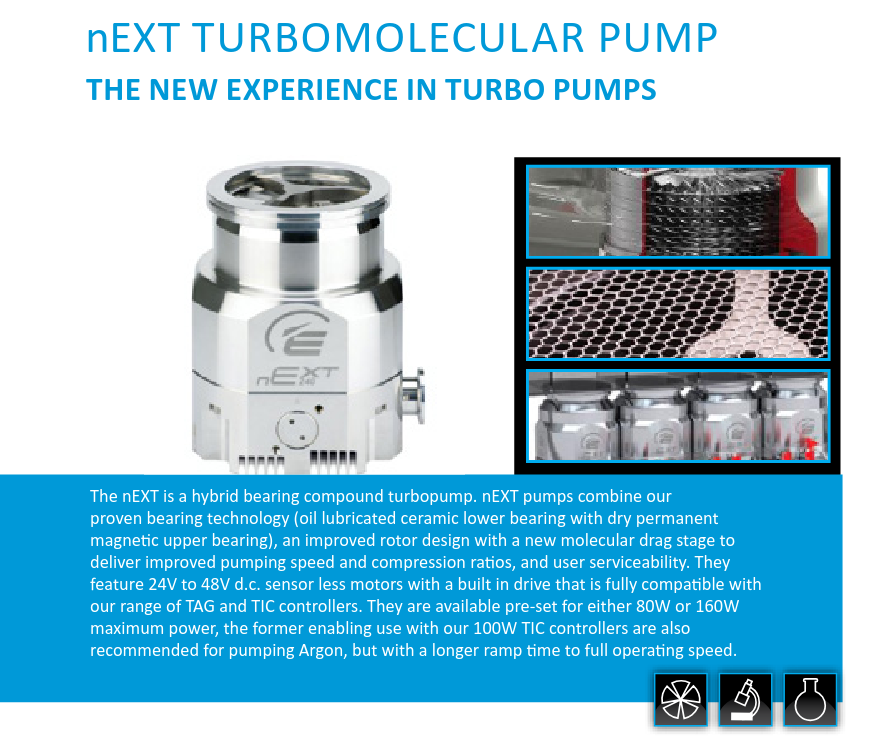 nEXT TURBOMOLECULAR PUMP
THE NEW EXPERIENCE IN TURBO PUMPS
nEXT
240
The nEXT is a hybrid bearing compound turbopump. nEXT pumps combine our
proven bearing technology (oil lubricated ceramic lower bearing with dry permanent
magnetic upper bearing), an improved rotor design with a new molecular drag stage to
deliver improved pumping speed and compression ratios, and user serviceability. They
feature 24V to 48V d.c. sensor less motors with a built in drive that is fully compatible with
our range of TAG and TIC controllers. They are available pre-set for either 80W or 160W
maximum power, the former enabling use with our 100W TIC controllers are also
recommended for pumping Argon, but with a longer ramp time to full operating speed.